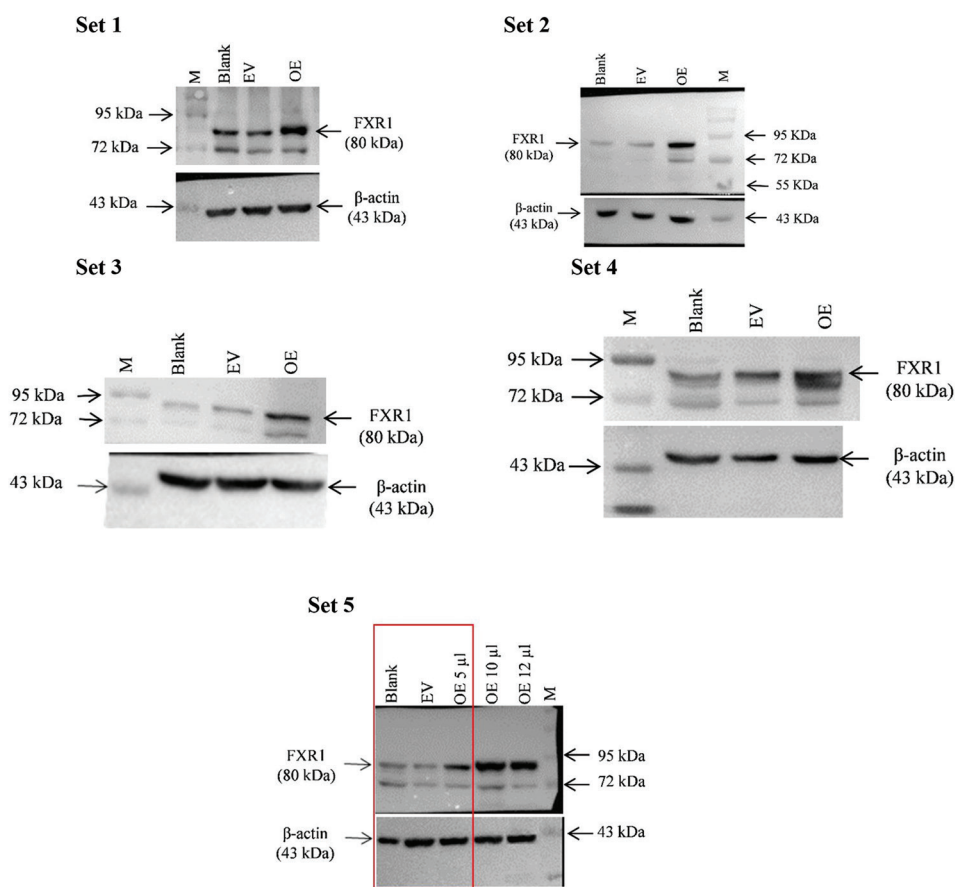 Set 1
M
Blank
EV
OE
95 kDa
72 kDa
FXR1
(80 kDa)
43 kDa
β-actin
(43 kDa)
Set 2
Blank
EV
OE
M
FXR1
(80 kDa)
95 KDa
72 KDa
55 KDa
β-actin
(43 kDa)
43 KDa
Set 3
M
Blank
EV
OE
95 kDa
72 kDa
FXR1
(80 kDa)
43 kDa
β-actin
(43 kDa)
Set 4
M
Blank
EV
OE
95 kDa
72 kDa
FXR1
(80 kDa)
43 kDa
β-actin
(43 kDa)
Set 5
Blank
EV
OE 5 µl
OE 10 µl
OE 12 µl
M
FXR1
(80 kDa)
95 kDa
72 kDa
β-actin
(43 kDa)
43 kDa